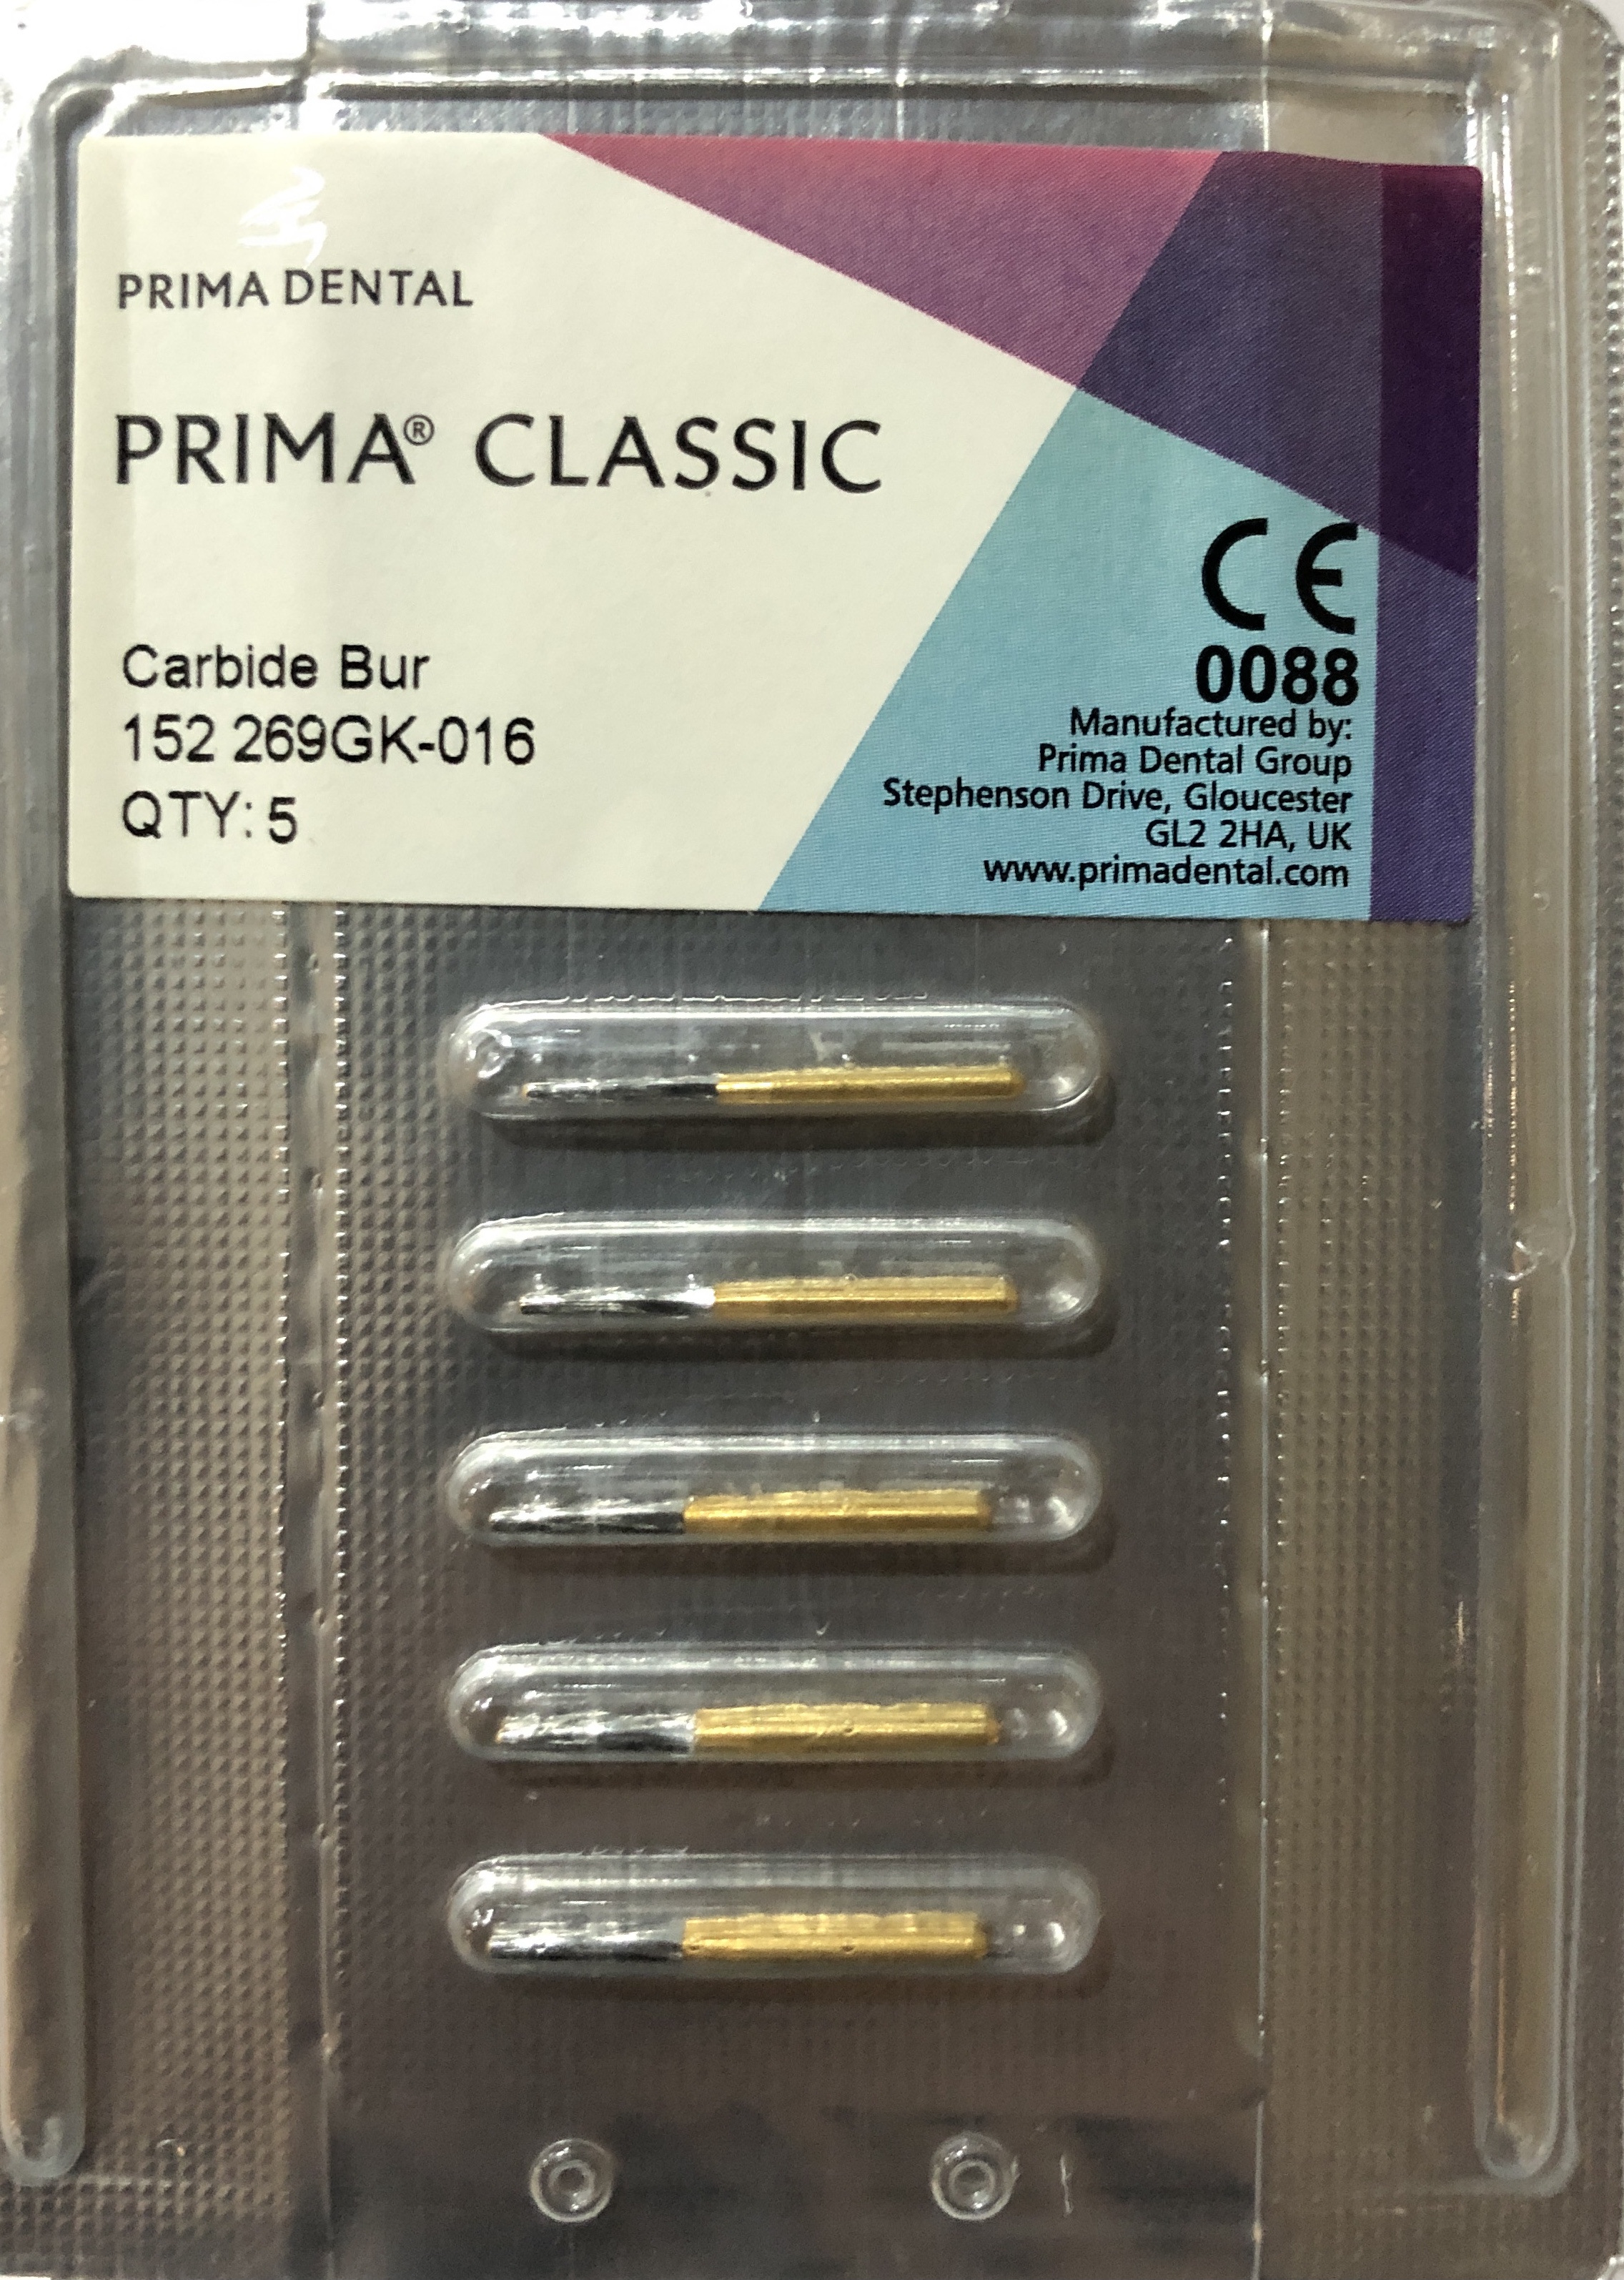 PRIMA DENTAL
PRIMA® CLASSIC
Carbide Bur
152 269GK-016
QTY: 5
CE
0088
Manufactured by:
Prima Dental Group
Stephenson Drive, Gloucester
GL2 2HA, UK
www.primadental.com